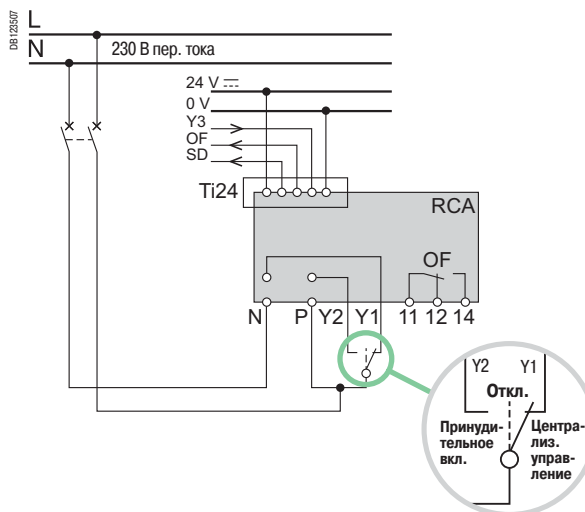 DB123507
L
N
230 В пер. тока
24 V
0 V
Y3
OF
SD
Ti24
RCA
OF
N P Y2 Y1 11 12 14
Y2 Y1
Откл.
Принуди-
тельное
вкл.
Центра-
лиз.
управ-
ление